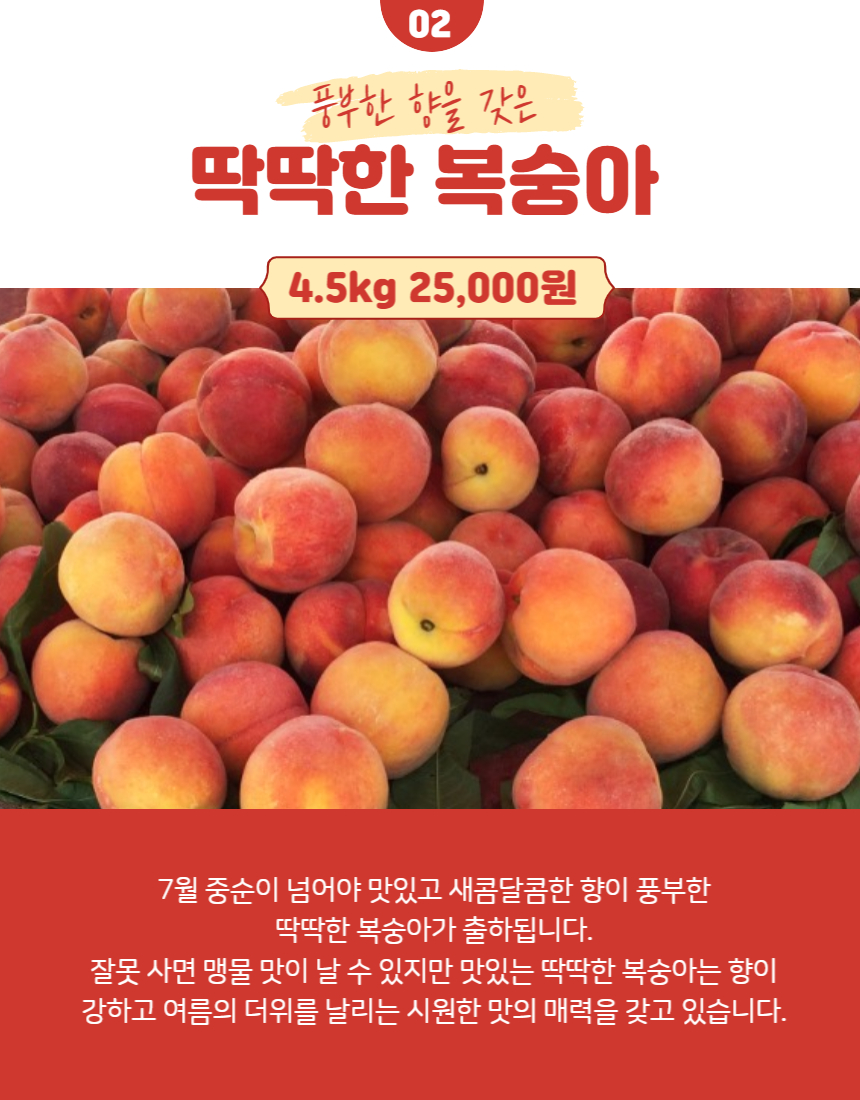 02
풍부한 향을 갖은
딱딱한 복숭아
4.5kg 25,000원
7월 중순이 넘어야 맛있고 새콤달콤한 향이 풍부한
딱딱한 복숭아가 출하됩니다.
잘못 사면 맹물 맛이 날 수 있지만 맛있는 딱딱한 복숭아는 향이
강하고 여름의 더위를 날리는 시원한 맛의 매력을 갖고 있습니다.